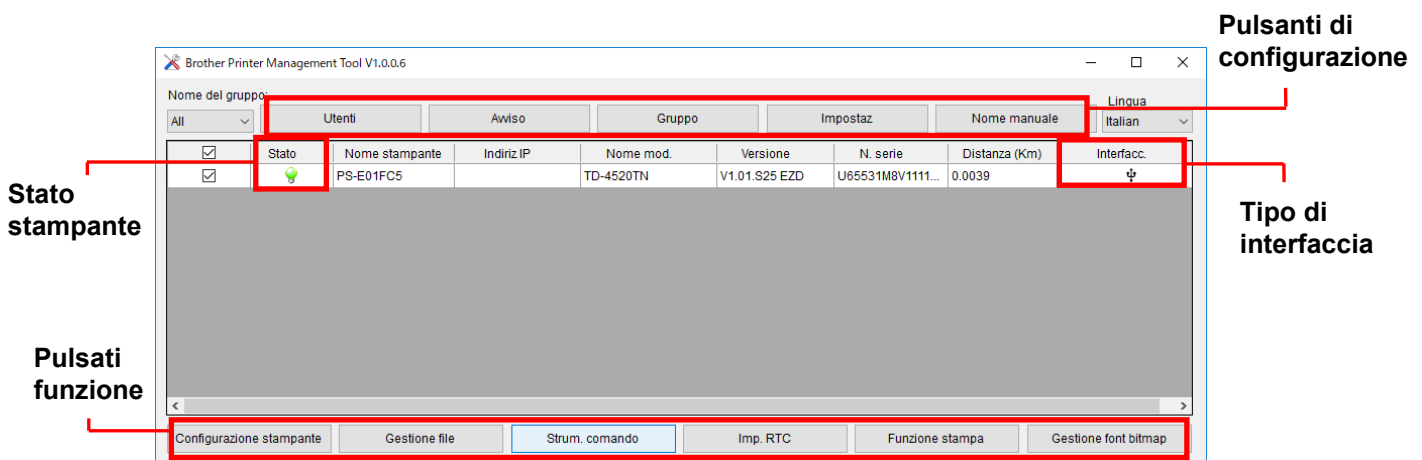 Pulsanti di
configurazione
Brother Printer Management Tool V1.0.0.6
Nome del gruppo:
All
Utenti
Avviso
Gruppo
Impostaz
Nome manuale
Lingua
Italian
Stato Nome stampante Indiriz IP Nome mod. Versione N. serie Distanza (Km) Interfacc.
PS-E01FC5 TD-4520TN V1.01.S25 EZD U65531M8V1111... 0.0039
Stato
stampante
Tipo di
interfaccia
Pulsati
funzione
Configurazione stampante Gestione file Strum. comando Imp. RTC Funzione stampa Gestione font bitmap